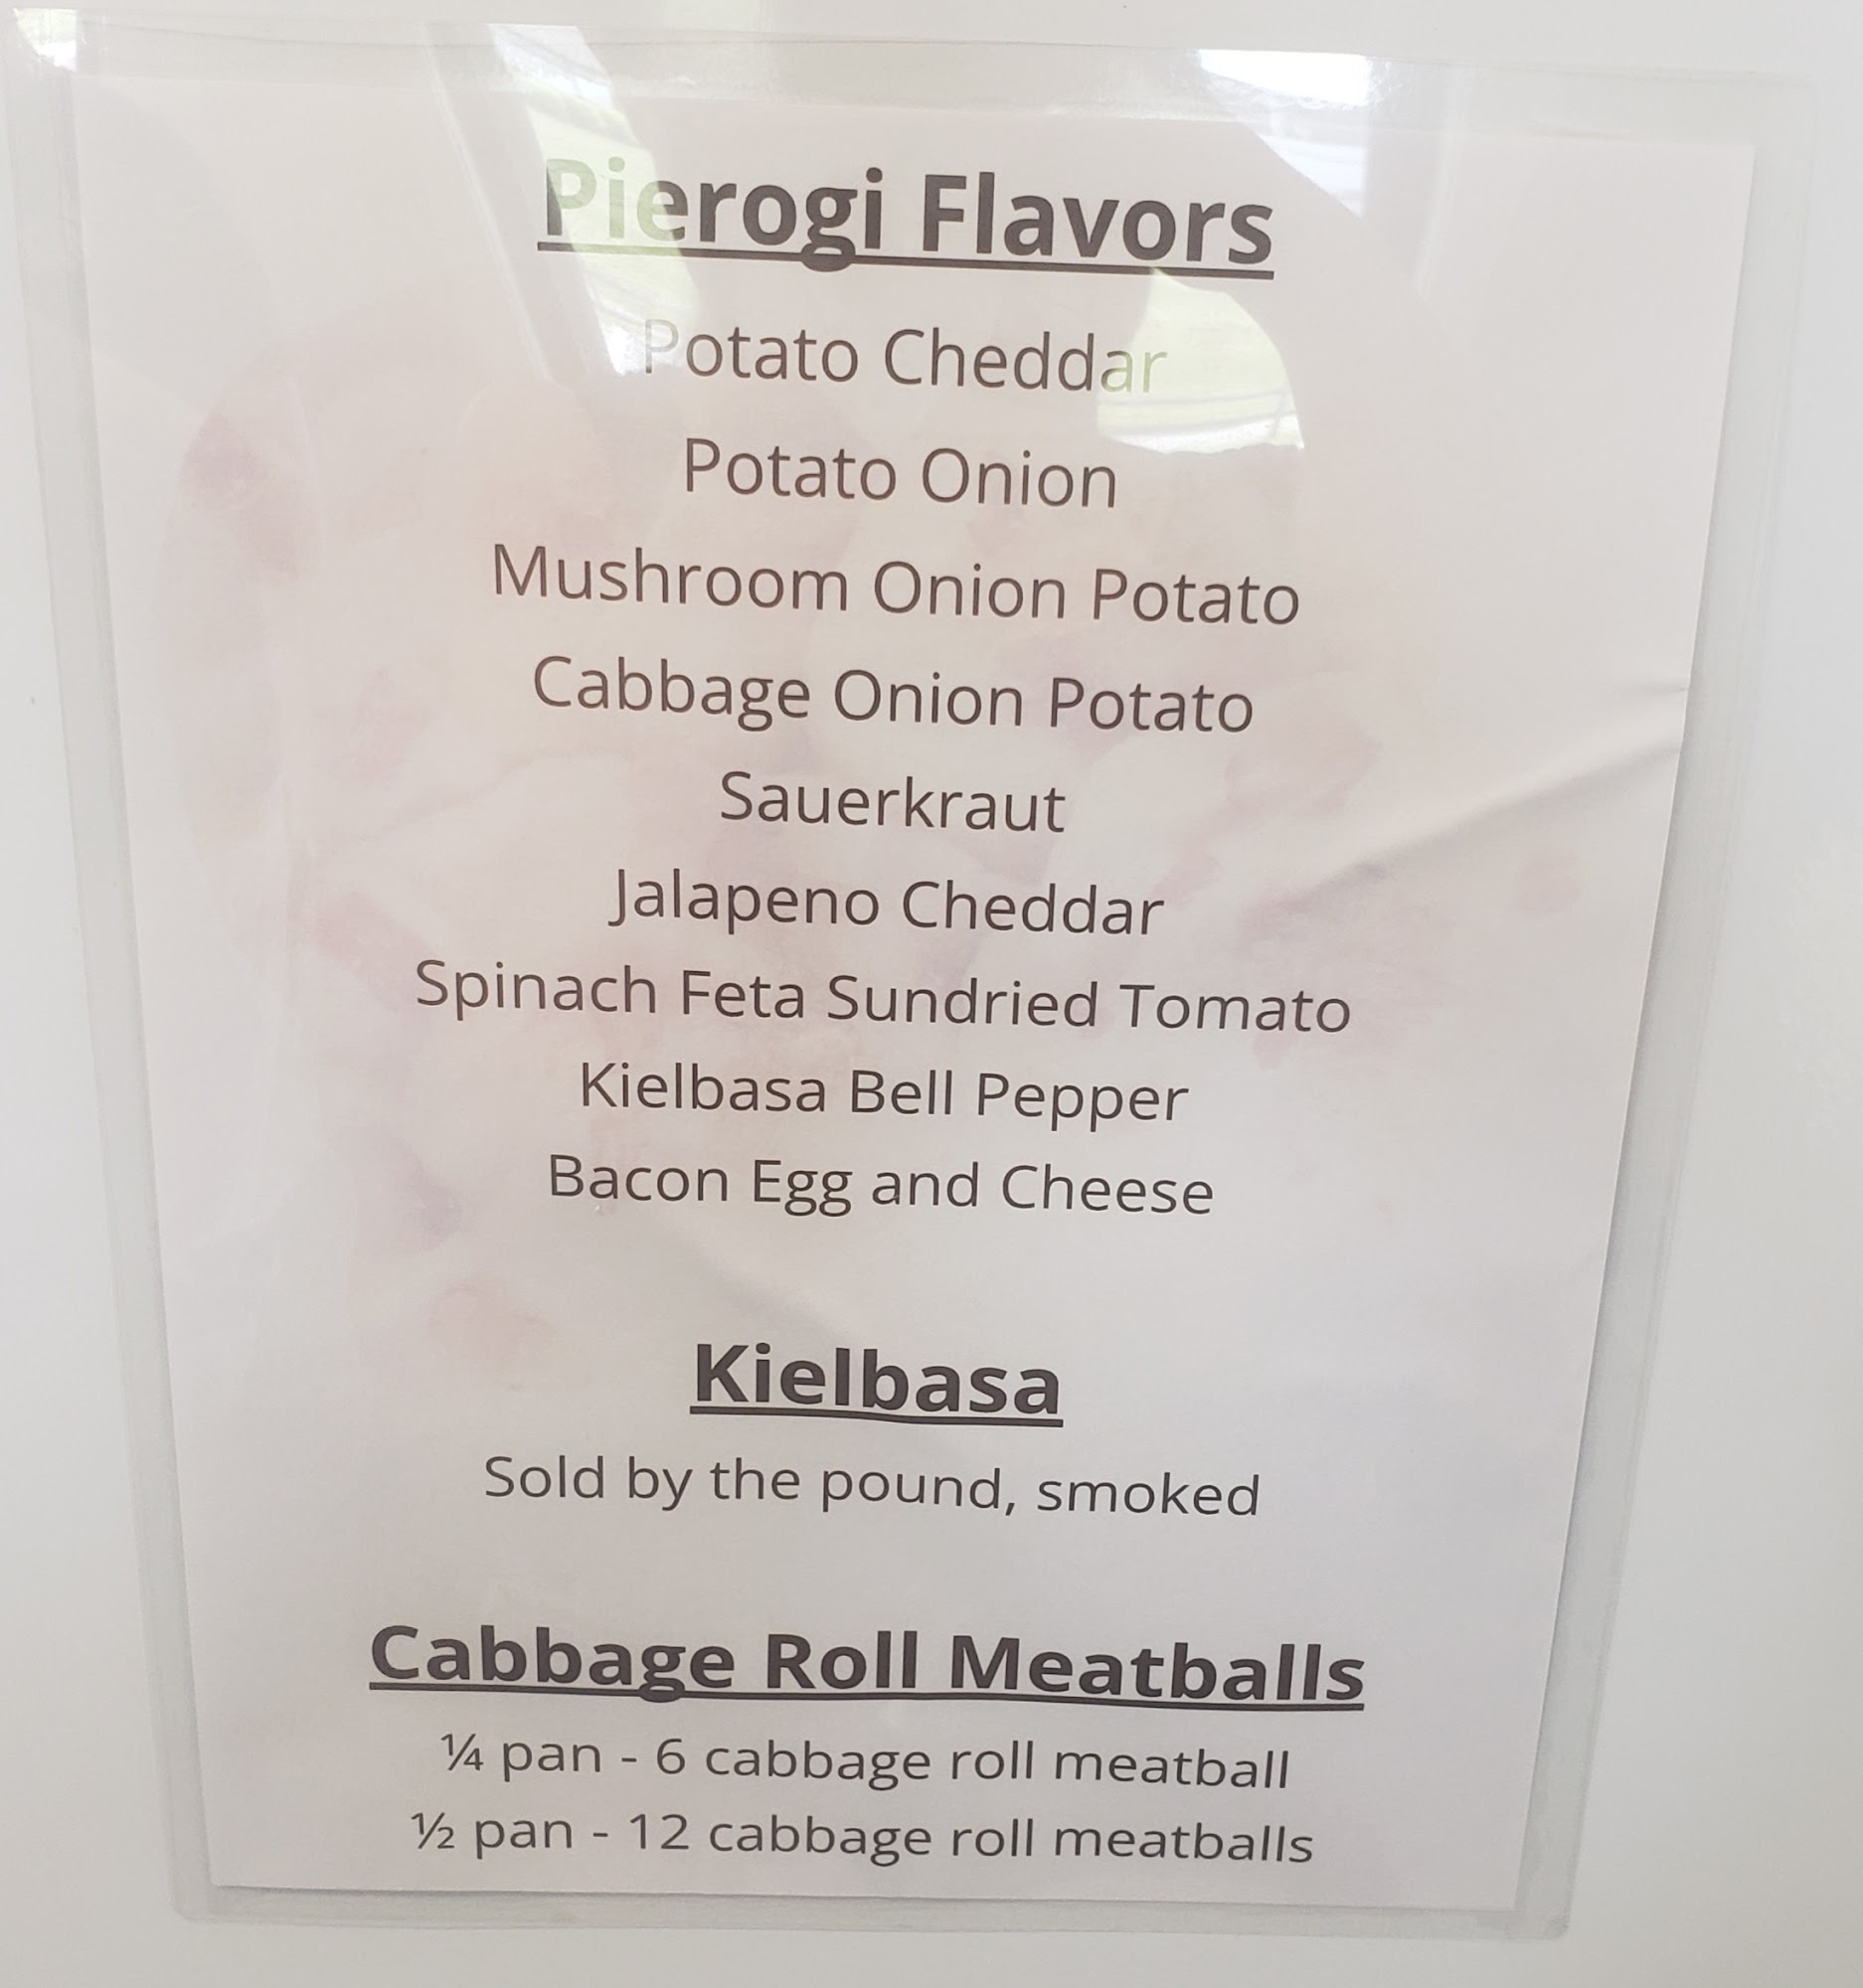 Pierogi Flavors
Potato Cheddar
Potato Onion
Mushroom Onion Potato
Cabbage Onion Potato
Sauerkraut
Jalapeno Cheddar
Spinach Feta Sundried Tomato
Kielbasa Bell Pepper
Bacon Egg and Cheese
Kielbasa
Sold by the pound, smoked
Cabbage Roll Meatballs
¼ pan - 6 cabbage roll meatball
½ pan - 12 cabbage roll meatballs